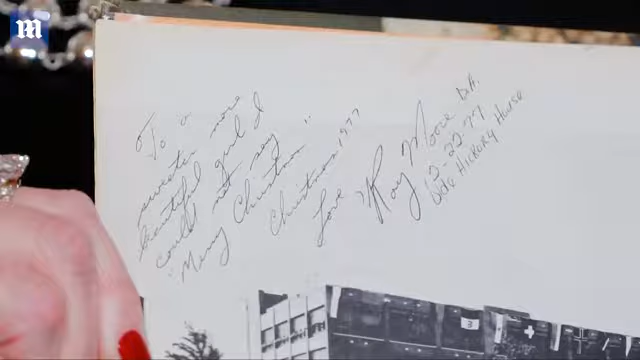 m
To a
sweeter more
beautiful girl I
could not say
"Merry Christmas"
Christmas 1977
Love
Roy Moore D.A.
12-22-77
Olde Hickory House
3